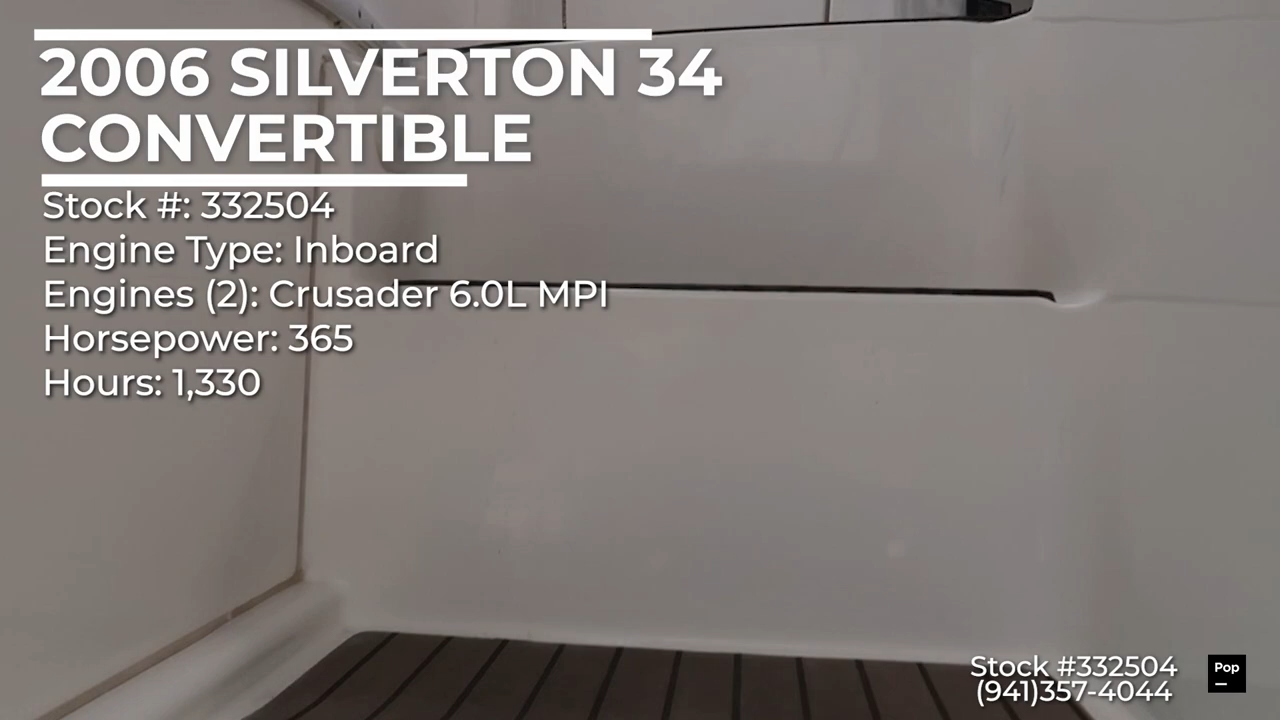 2006 SILVERTON 34
CONVERTIBLE
Stock #: 332504
Engine Type: Inboard
Engines (2): Crusader 6.0L MPI
Horsepower: 365
Hours: 1,330
Stock #332504
(941)357-4044
Pop